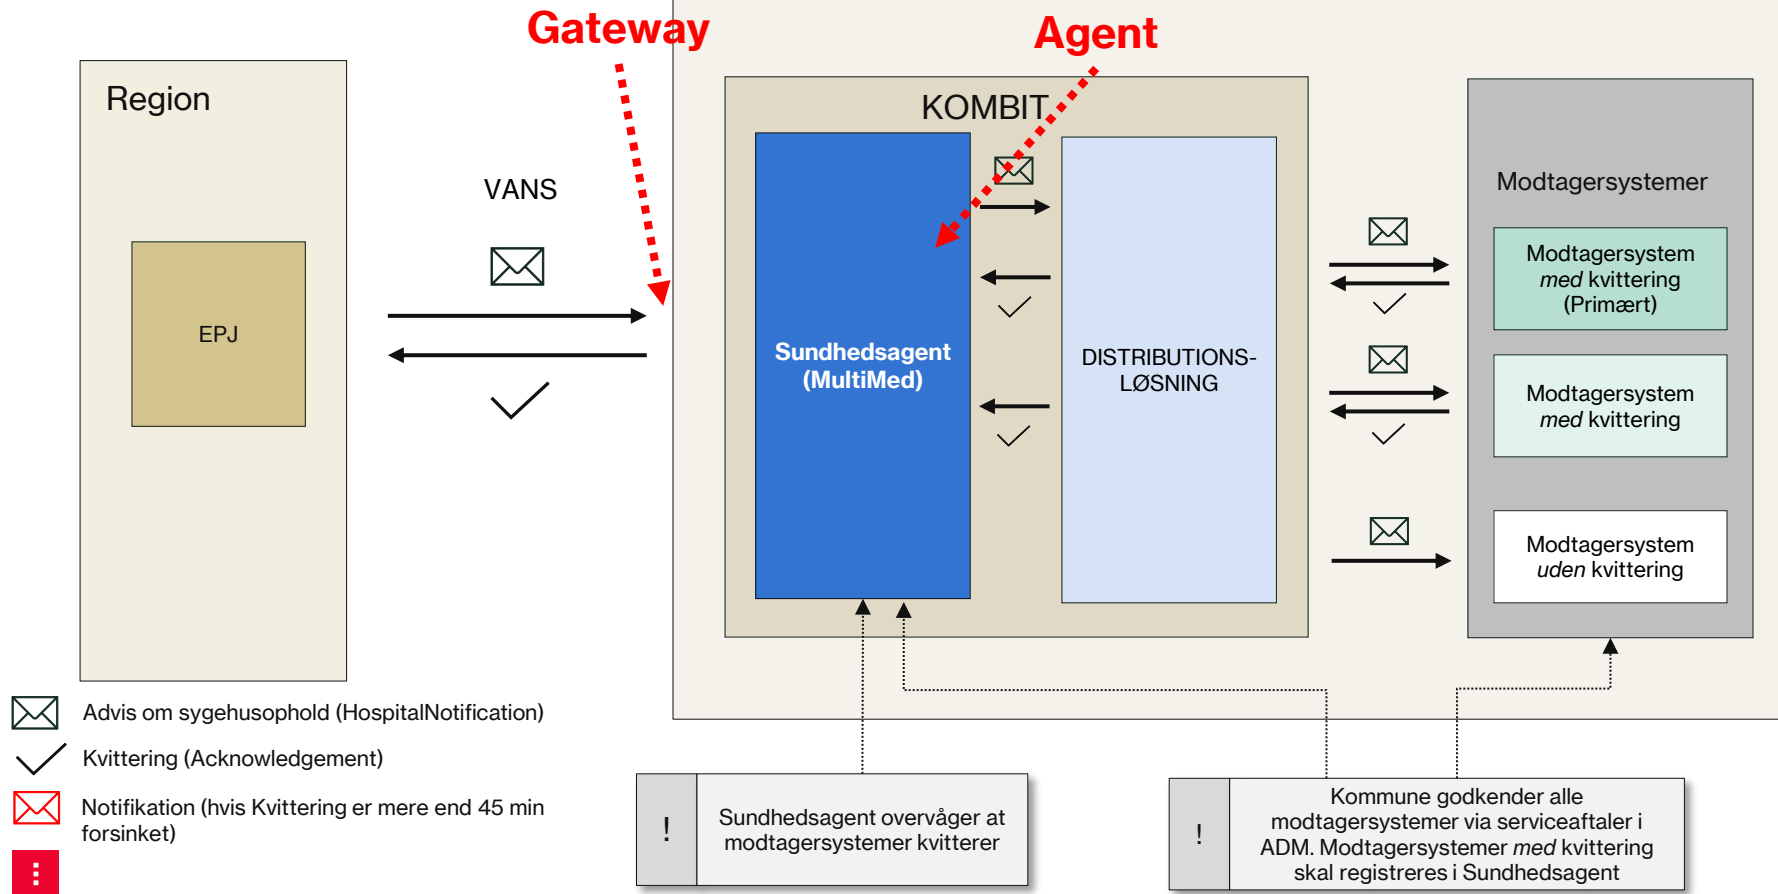 Gateway
Agent
Region
KOMBIT
VANS
EPJ
Sundhedsagent
(MultiMed)
DISTRIBUTIONS-
LØSNING
Modtagersystemer
Modtagersystem
med kvittering
(Primært)
Modtagersystem
med kvittering
Modtagersystem
uden kvittering
Advis om sygehusophold (HospitalNotification)
Kvittering (Acknowledgement)
Notifikation (hvis Kvittering er mere end 45 min
forsinket)
!
Sundhedsagent overvåger at
modtagersystemer kvitterer
!
Kommune godkender alle
modtagersystemer via serviceaftaler i
ADM. Modtagersystemer med kvittering
skal registreres i Sundhedsagent